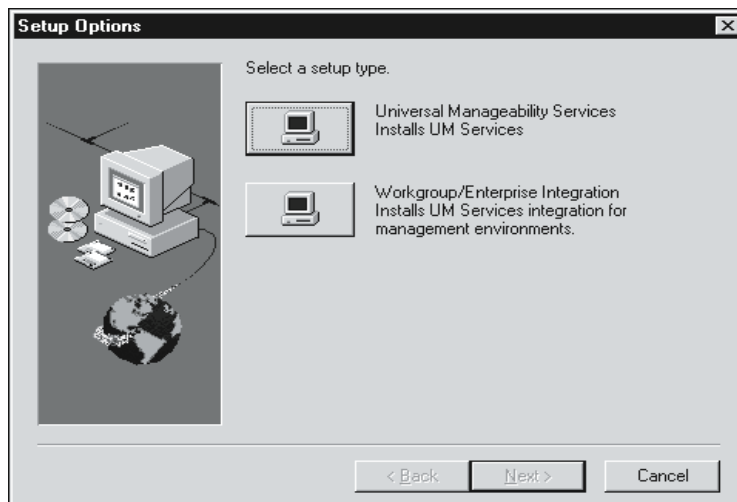 Setup Options
Select a setup type.
Universal Manageability Services
Installs UM Services
Workgroup/Enterprise Integration
Installs UM Services integration for
management environments.
< Back
Next >
Cancel